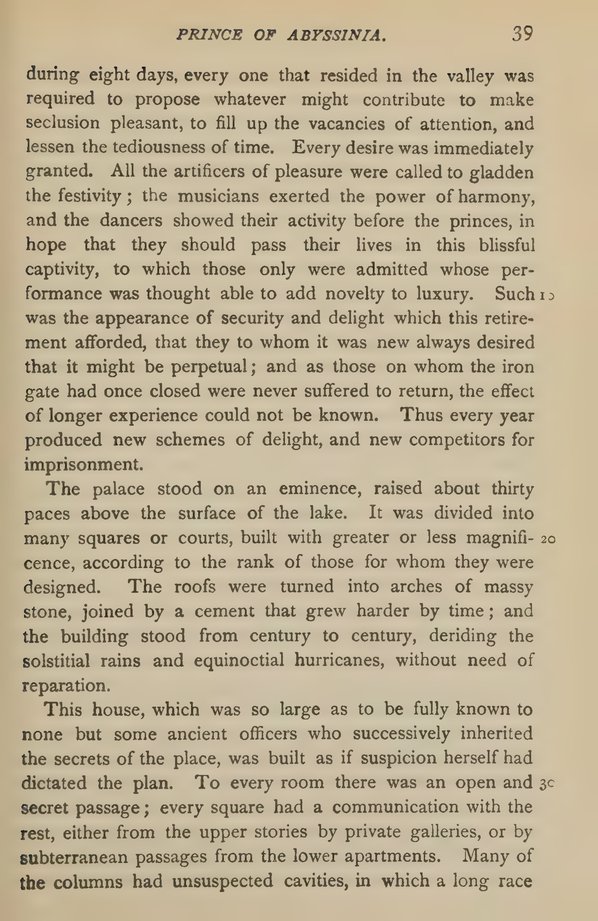 PRINCE OF ABYSSINIA. 39
during eight days, every one that resided in the valley was
required to propose whatever might contribute to make
seclusion pleasant, to fill up the vacancies of attention, and
lessen the tediousness of time. Every desire was immediately
granted. All the artificers of pleasure were called to gladden
the festivity ; the musicians exerted the power of harmony,
and the dancers showed their activity before the princes, in
hope that they should pass their lives in this blissful
captivity, to which those only were admitted whose per-
formance was thought able to add novelty to luxury. Such 10
was the appearance of security and delight which this retire-
ment afforded, that they to whom it was new always desired
that it might be perpetual ; and as those on whom the iron
gate had once closed were never suffered to return, the effect
of longer experience could not be known. Thus every year
produced new schemes of delight, and new competitors for
imprisonment.
The palace stood on an eminence, raised about thirty
paces above the surface of the lake. It was divided into
many squares or courts, built with greater or less magnifi- 20
cence, according to the rank of those for whom they were
designed. The roofs were turned into arches of massy
stone, joined by a cement that grew harder by time ; and
the building stood from century to century, deriding the
solstitial rains and equinoctial hurricanes, without need of
reparation.
This house, which was so large as to be fully known to
none but some ancient officers who successively inherited
the secrets of the place, was built as if suspicion herself had
dictated the plan. To every room there was an open and 30
secret passage ; every square had a communication with the
rest, either from the upper stories by private galleries, or by
subterranean passages from the lower apartments. Many of
the columns had unsuspected cavities, in which a long race